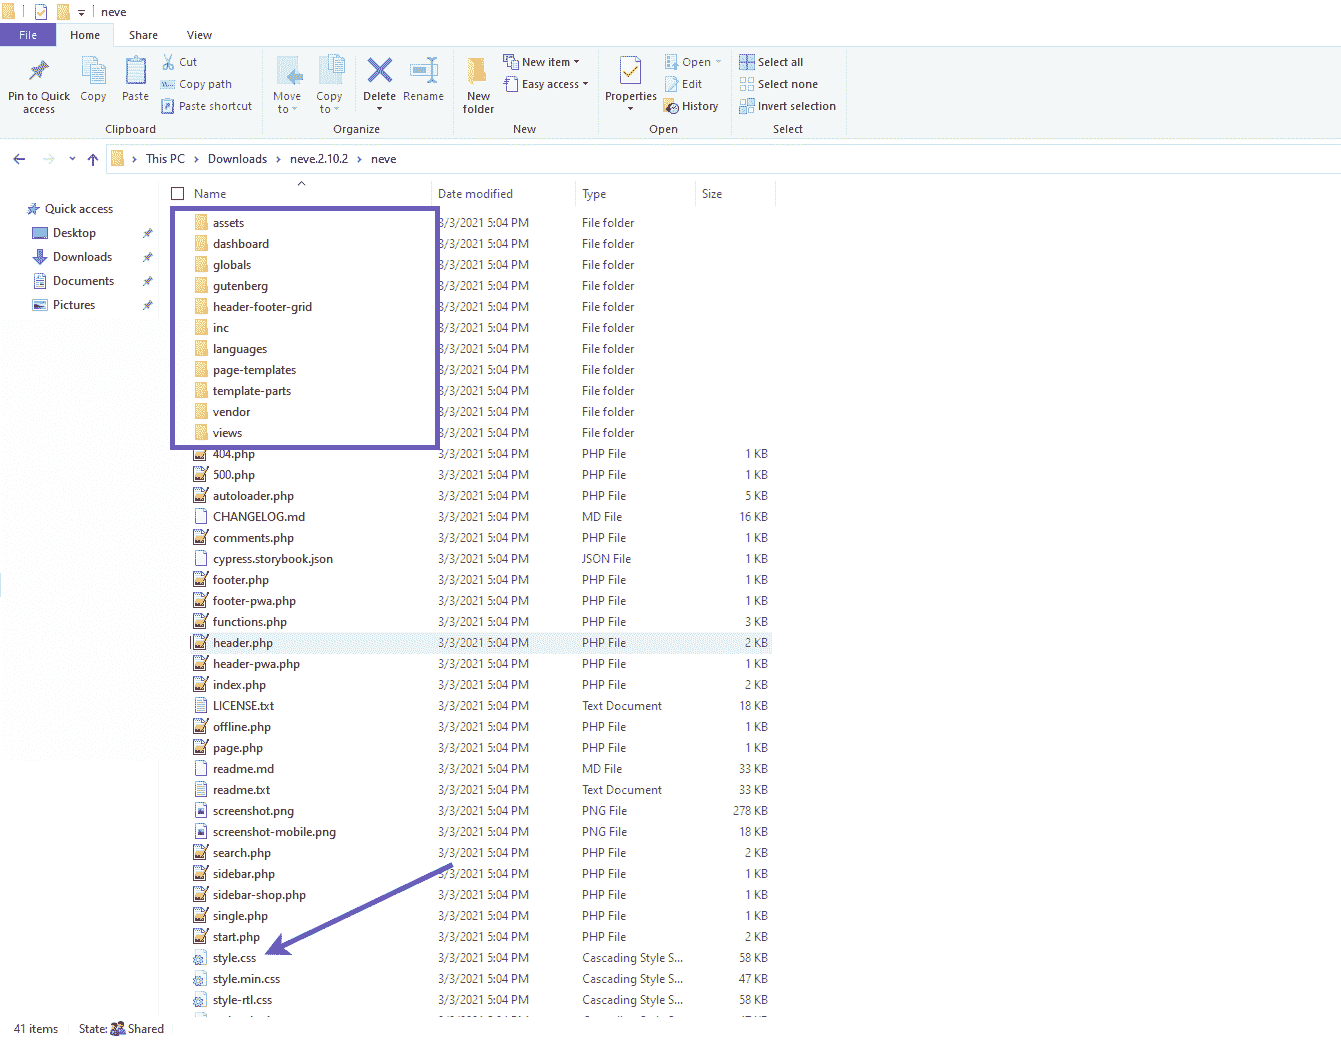 neve
File Home Share View
Pin to Quick access
Copy
Paste
Cut
Copy path
Paste shortcut
Clipboard
Move to
Copy to
Delete
Rename
Organize
New folder
New item
Easy access
New
Properties
Open
Edit
History
Open
Select all
Select none
Invert selection
Select
This PC > Downloads > neve.2.10.2 > neve
Quick access
Desktop
Downloads
Documents
Pictures
Name Date modified Type Size
assets 3/3/2021 5:04 PM File folder
dashboard 3/3/2021 5:04 PM File folder
globals 3/3/2021 5:04 PM File folder
gutenberg 3/3/2021 5:04 PM File folder
header-footer-grid 3/3/2021 5:04 PM File folder
inc 3/3/2021 5:04 PM File folder
languages 3/3/2021 5:04 PM File folder
page-templates 3/3/2021 5:04 PM File folder
template-parts 3/3/2021 5:04 PM File folder
vendor 3/3/2021 5:04 PM File folder
views 3/3/2021 5:04 PM File folder
404.php 3/3/2021 5:04 PM PHP File 1 KB
500.php 3/3/2021 5:04 PM PHP File 1 KB
autoloader.php 3/3/2021 5:04 PM PHP File 5 KB
CHANGELOG.md 3/3/2021 5:04 PM MD File 16 KB
comments.php 3/3/2021 5:04 PM PHP File 1 KB
cypress.storybook.json 3/3/2021 5:04 PM JSON File 1 KB
footer.php 3/3/2021 5:04 PM PHP File 1 KB
footer-pwa.php 3/3/2021 5:04 PM PHP File 1 KB
functions.php 3/3/2021 5:04 PM PHP File 3 KB
header.php 3/3/2021 5:04 PM PHP File 2 KB
header-pwa.php 3/3/2021 5:04 PM PHP File 1 KB
index.php 3/3/2021 5:04 PM PHP File 2 KB
LICENSE.txt 3/3/2021 5:04 PM Text Document 18 KB
offline.php 3/3/2021 5:04 PM PHP File 1 KB
page.php 3/3/2021 5:04 PM PHP File 1 KB
readme.md 3/3/2021 5:04 PM MD File 33 KB
readme.txt 3/3/2021 5:04 PM Text Document 33 KB
screenshot.png 3/3/2021 5:04 PM PNG File 278 KB
screenshot-mobile.png 3/3/2021 5:04 PM PNG File 18 KB
search.php 3/3/2021 5:04 PM PHP File 2 KB
sidebar.php 3/3/2021 5:04 PM PHP File 1 KB
sidebar-shop.php 3/3/2021 5:04 PM PHP File 1 KB
single.php 3/3/2021 5:04 PM PHP File 1 KB
start.php 3/3/2021 5:04 PM PHP File 2 KB
style.css 3/3/2021 5:04 PM Cascading Style S... 58 KB
style.min.css 3/3/2021 5:04 PM Cascading Style S... 47 KB
style-rtl.css 3/3/2021 5:04 PM Cascading Style S... 58 KB
41 items State: Shared